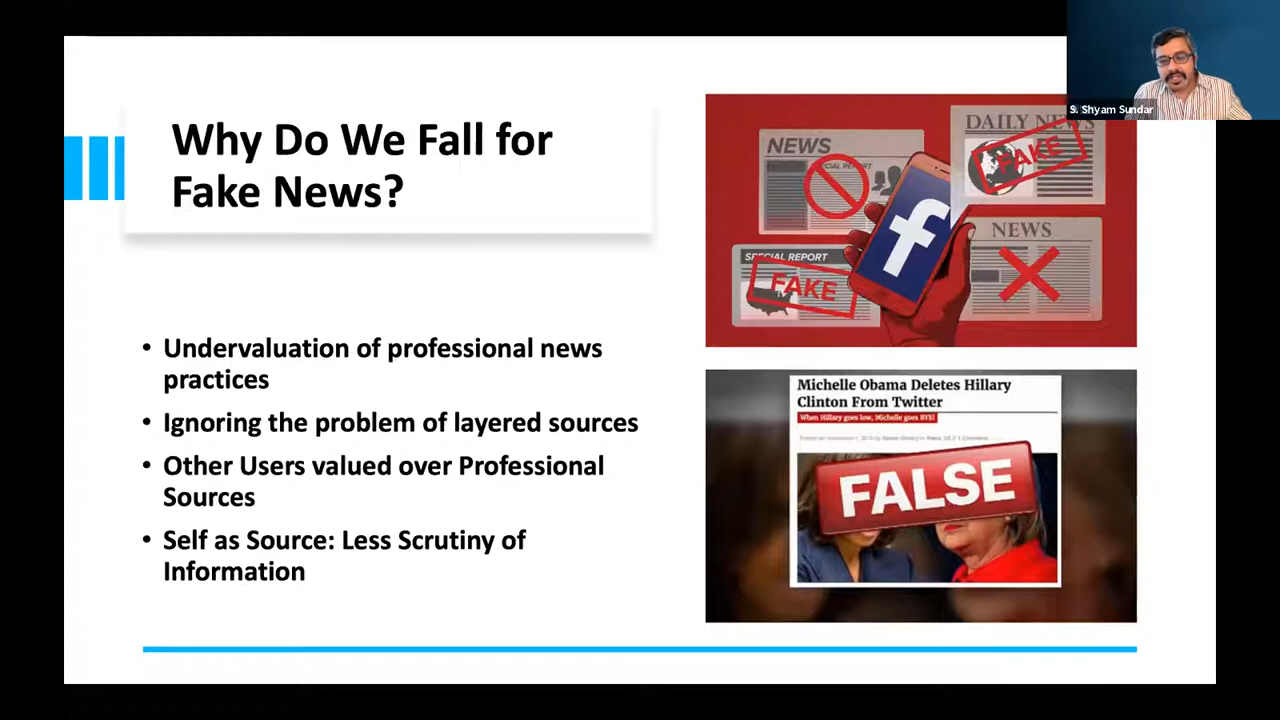 S. Shyam Sundar
Why Do We Fall for
Fake News?
• Undervaluation of professional news
practices
• Ignoring the problem of layered sources
• Other Users valued over Professional
Sources
• Self as Source: Less Scrutiny of
Information
NEWS
SPECIAL REPORT
DAILY NEWS
FAKE
f
NEWS
SPECIAL REPORT
FAKE
Michelle Obama Deletes Hillary
Clinton From Twitter
When Hillary goes low, Michelle goes BYE!
FALSE